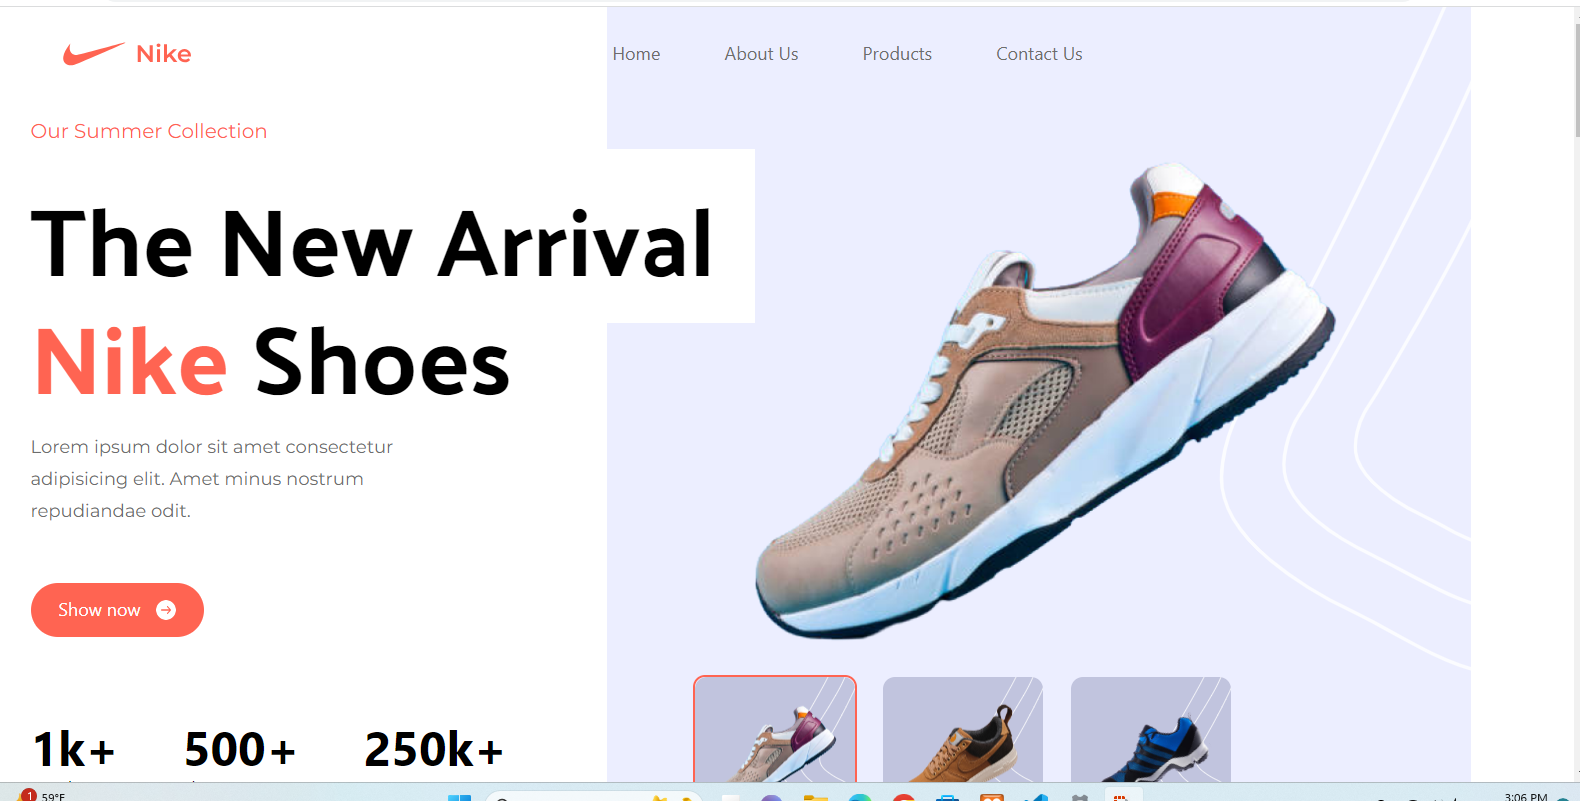 Nike
Home About Us Products Contact Us
Our Summer Collection
The New Arrival
Nike Shoes
Lorem ipsum dolor sit amet consectetur
adipisicing elit. Amet minus nostrum
repudiandae odit.
Show now
1k+ 500+ 250k+
1
59°F
3:06 PM